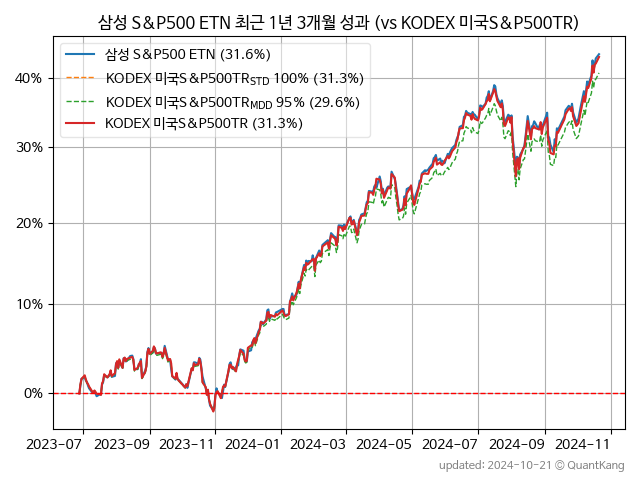 삼성 S&P500 ETN 최근 1년 3개월 성과 (vs KODEX 미국S&P500TR)
삼성 S&P500 ETN (31.6%)
KODEX 미국S&P500TR_STD 100% (31.3%)
KODEX 미국S&P500TR_MDD 95% (29.6%)
KODEX 미국S&P500TR (31.3%)
40%
30%
20%
10%
0%
2023-07 2023-09 2023-11 2024-01 2024-03 2024-05 2024-07 2024-09 2024-11
updated: 2024-10-21 © QuantKang